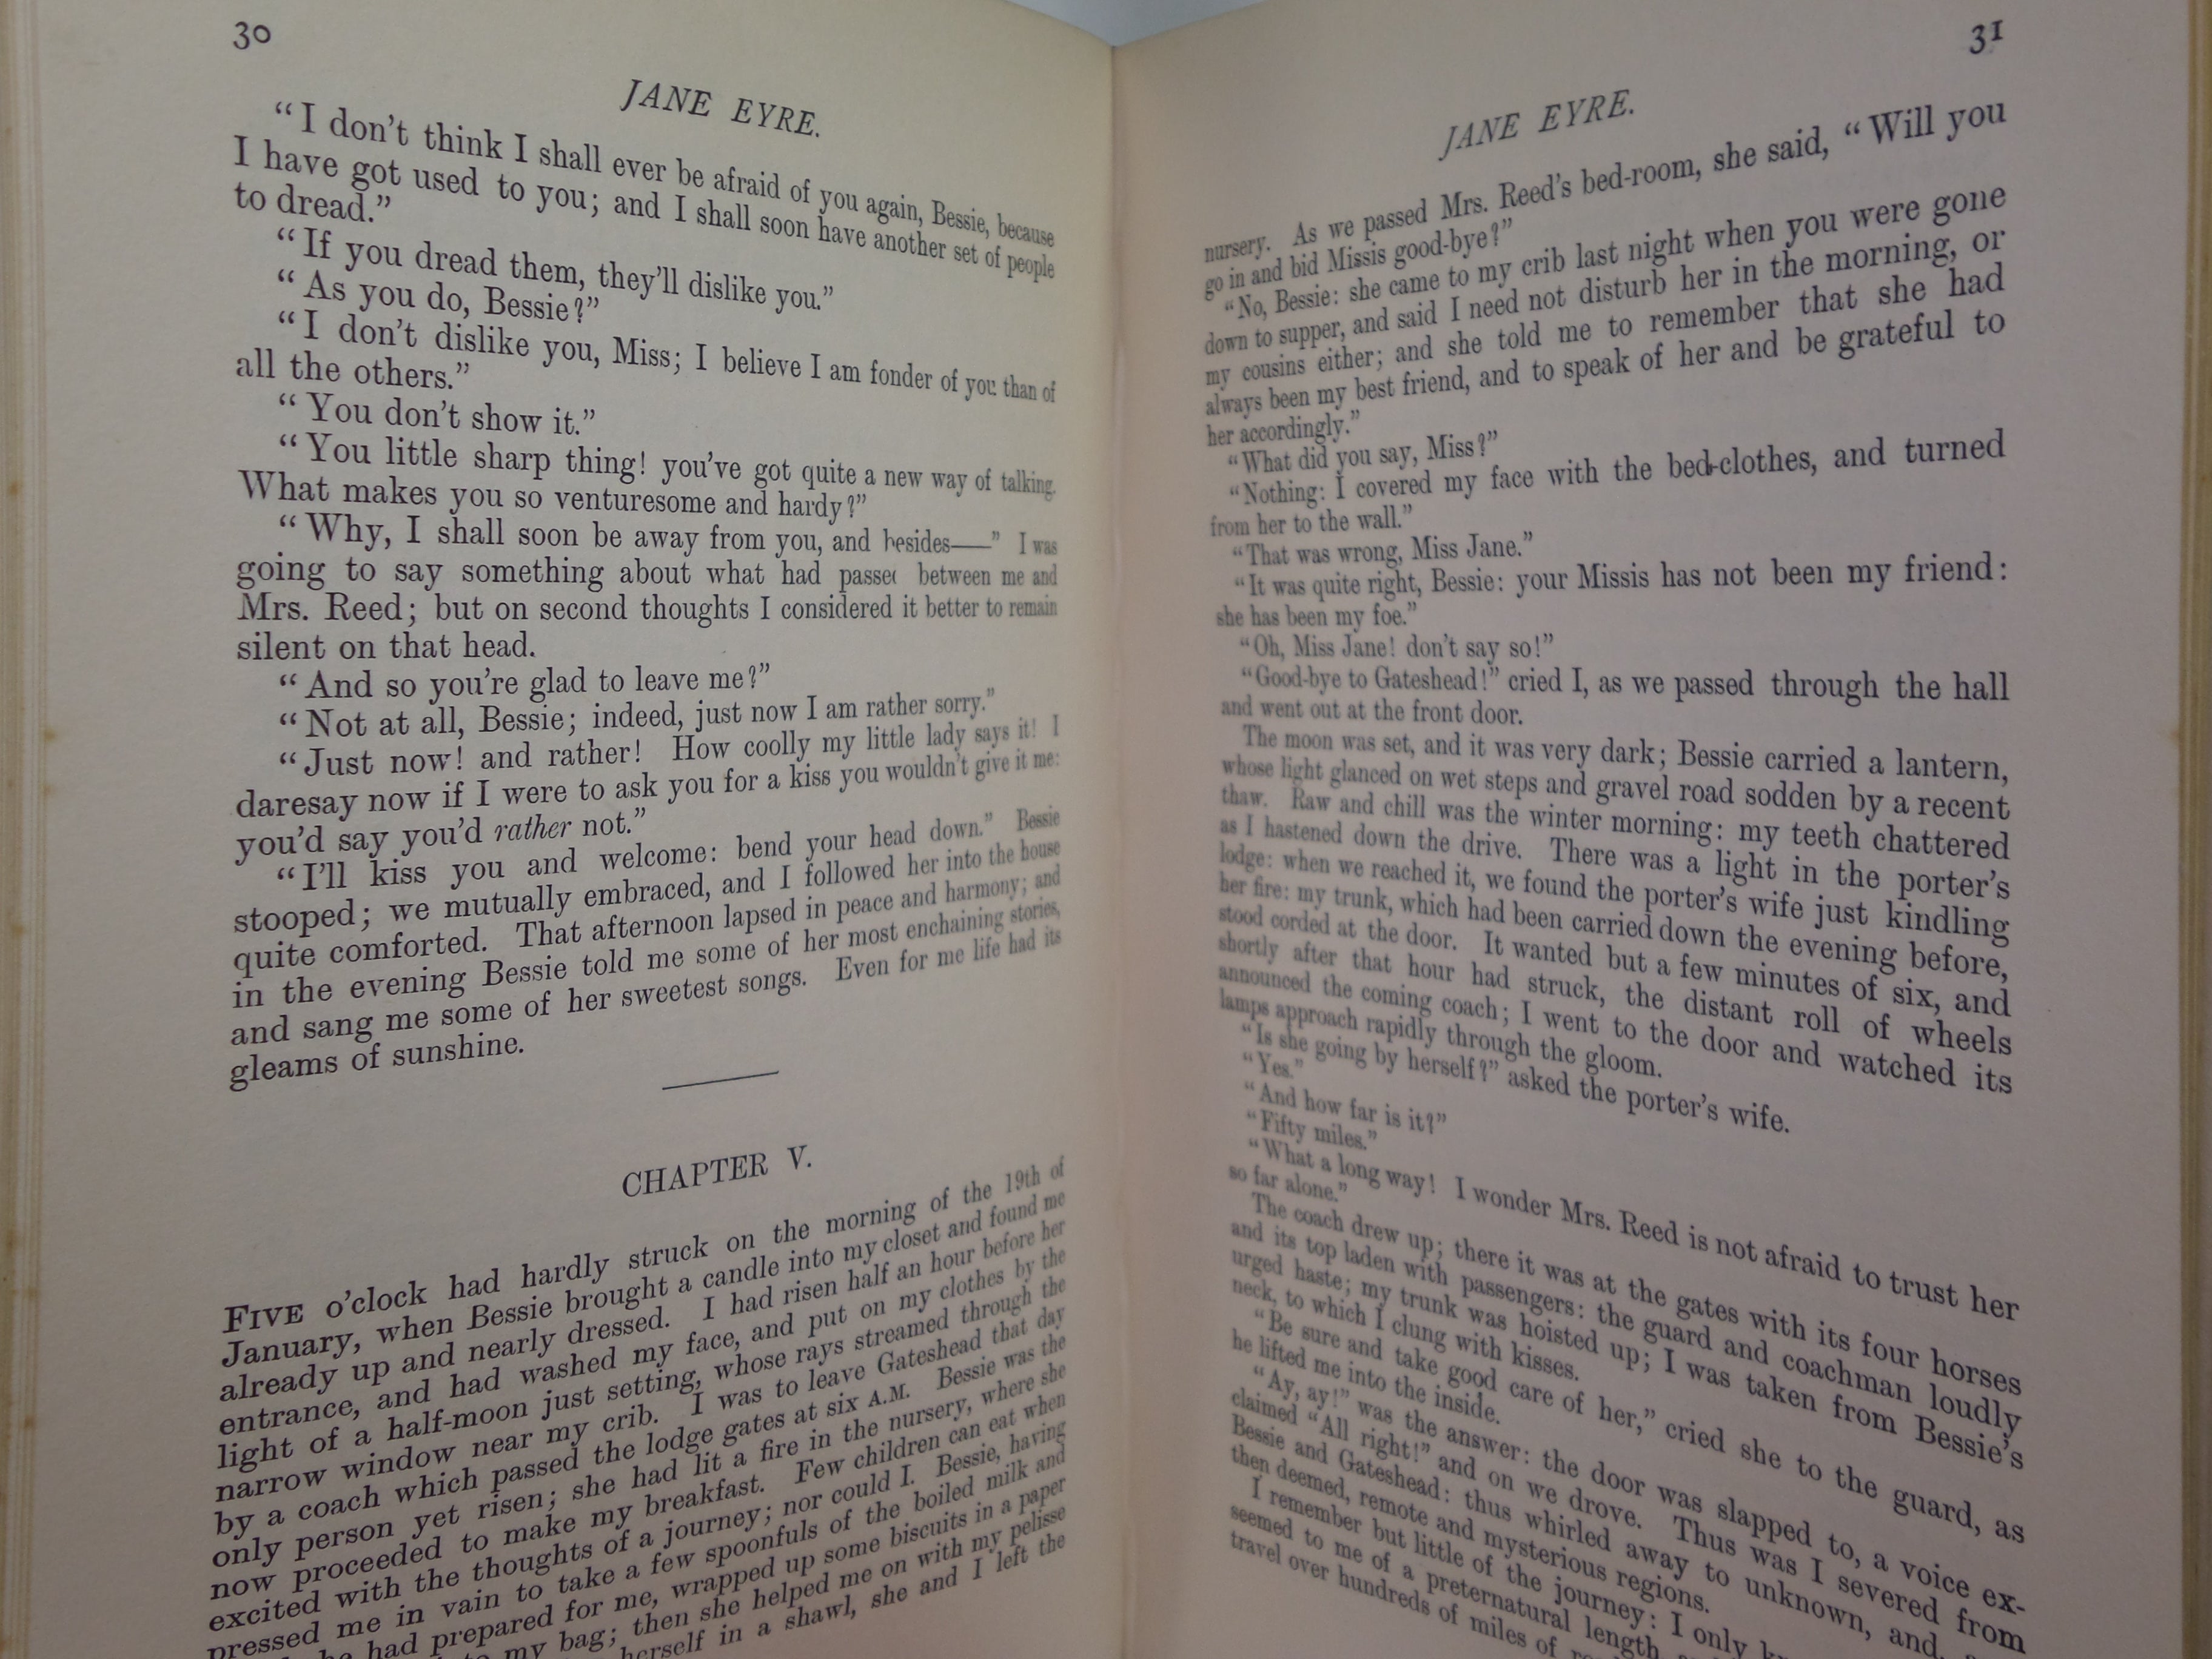 30
JANE EYRE.
“I don’t think I shall ever be afraid of you again, Bessie, because
I have got used to you; and I shall soon have another set of people
to dread.”
“If you dread them, they’ll dislike you.”
“As you do, Bessie?”
“I don’t dislike you, Miss; I believe I am fonder of you than of
all the others.”
“You don’t show it.”
“You little sharp thing! you’ve got quite a new way of talking.
What makes you so venturesome and hardy?”
“Why, I shall soon be away from you, and besides——” I was
going to say something about what had passed between me and
Mrs. Reed; but on second thoughts I considered it better to remain
silent on that head.
“And so you’re glad to leave me?”
“Not at all, Bessie; indeed, just now I am rather sorry.”
“Just now! and rather! How coolly my little lady says it! I
daresay now if I were to ask you for a kiss you wouldn’t give it me:
you’d say you’d rather not.”
“I’ll kiss you and welcome: bend your head down.” Bessie
stooped; we mutually embraced, and I followed her into the house
quite comforted. That afternoon lapsed in peace and harmony; and
in the evening Bessie told me some of her most enchaining stories,
and sang me some of her sweetest songs. Even for me life had its
gleams of sunshine.
CHAPTER V.
FIVE o’clock had hardly struck on the morning of the 19th of
January, when Bessie brought a candle into my closet and found me
already up and nearly dressed. I had risen half an hour before her
entrance, and had washed my face, and put on my clothes by the
light of a half-moon just setting, whose rays streamed through the
narrow window near my crib. I was to leave Gateshead that day
by a coach which passed the lodge gates at six A.M. Bessie was the
only person yet risen; she had lit a fire in the nursery, where she
now proceeded to make my breakfast. Few children can eat when
excited with the thoughts of a journey; nor could I. Bessie, having
pressed me in vain to take a few spoonfuls of the boiled milk and
had prepared for me, wrapped up some biscuits in a paper
my bag; then she helped me on with my pelisse
herself in a shawl, she and I left the
31
JANE EYRE.
nursery. As we passed Mrs. Reed’s bed-room, she said, “Will you
go in and bid Missis good-bye?”
“No, Bessie: she came to my crib last night when you were gone
down to supper, and said I need not disturb her in the morning, or
my cousins either; and she told me to remember that she had
always been my best friend, and to speak of her and be grateful to
her accordingly.”
“What did you say, Miss?”
“Nothing: I covered my face with the bed-clothes, and turned
from her to the wall.”
“That was wrong, Miss Jane.”
“It was quite right, Bessie: your Missis has not been my friend:
she has been my foe.”
“Oh, Miss Jane! don’t say so!”
“Good-bye to Gateshead!” cried I, as we passed through the hall
and went out at the front door.
The moon was set, and it was very dark; Bessie carried a lantern,
whose light glanced on wet steps and gravel road sodden by a recent
thaw. Raw and chill was the winter morning: my teeth chattered
as I hastened down the drive. There was a light in the porter’s
lodge: when we reached it, we found the porter’s wife just kindling
her fire: my trunk, which had been carried down the evening before,
stood corded at the door. It wanted but a few minutes of six, and
shortly after that hour had struck, the distant roll of wheels
announced the coming coach; I went to the door and watched its
lamps approach rapidly through the gloom.
“Is she going by herself?” asked the porter’s wife.
“Yes.”
“And how far is it?”
“Fifty miles.”
“What a long way! I wonder Mrs. Reed is not afraid to trust her
so far alone.”
The coach drew up; there it was at the gates with its four horses
and its top laden with passengers: the guard and coachman loudly
urged haste; my trunk was hoisted up; I was taken from Bessie’s
neck, to which I clung with kisses.
“Be sure and take good care of her,” cried she to the guard, as
he lifted me into the inside.
“Ay, ay!” was the answer: the door was slapped to, a voice ex-
claimed “All right!” and on we drove. Thus was I severed from
Bessie and Gateshead: thus whirled away to unknown, and,
then deemed, remote and mysterious regions.
I remember but little of the journey: I only
seemed to me of a preternatural length,
travel over hundreds of miles of